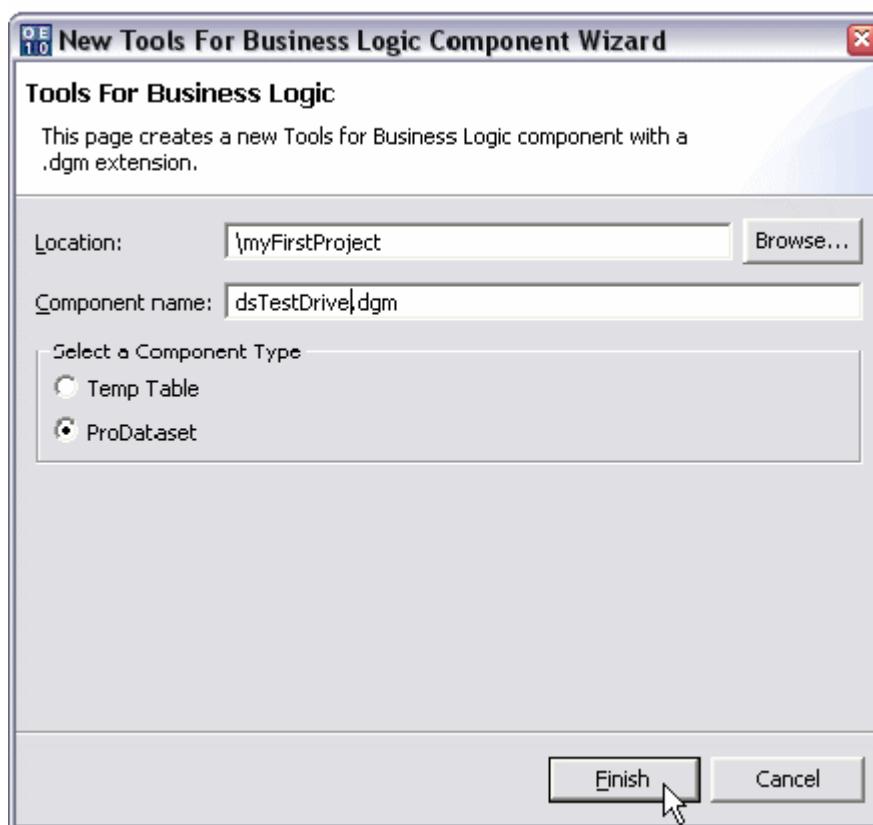 OE
10
New Tools For Business Logic Component Wizard
Tools For Business Logic
This page creates a new Tools for Business Logic component with a
.dgm extension.
Location:
\myFirstProject
Browse...
Component name:
dsTestDrive.dgm
Select a Component Type
Temp Table
ProDataset
Finish
Cancel